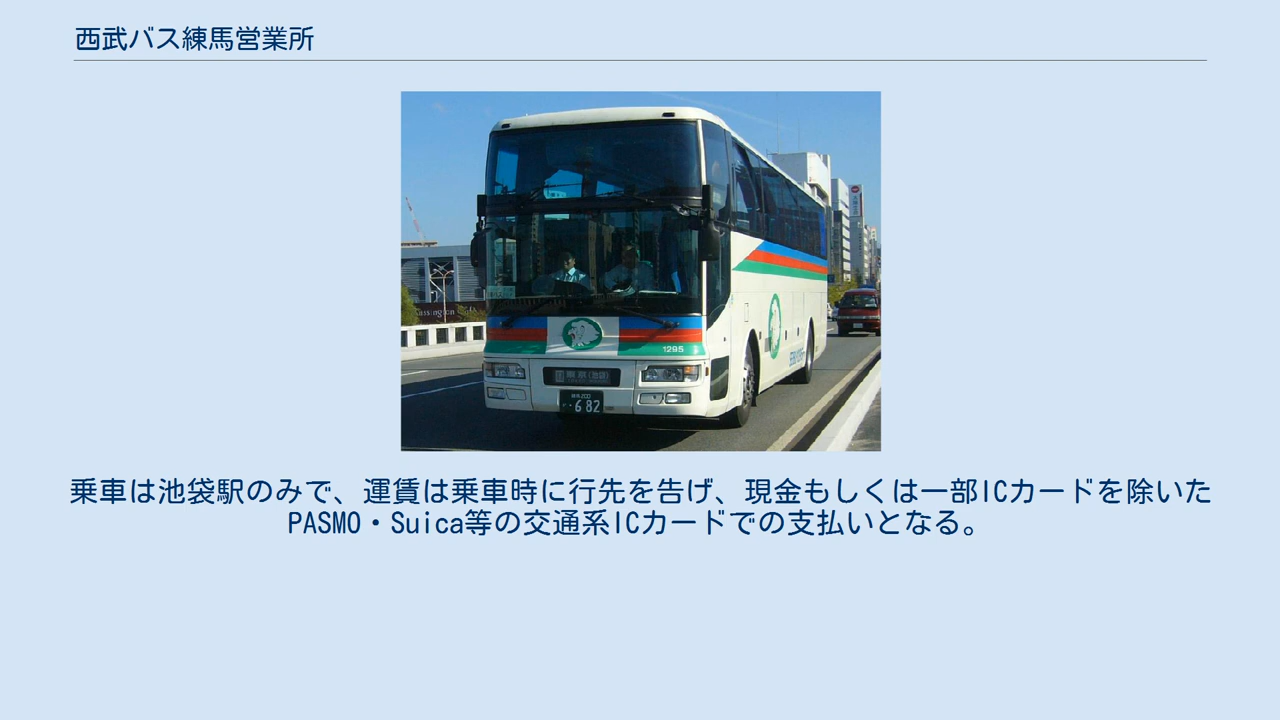 西武バス練馬営業所
1295
682
乗車は池袋駅のみで、運賃は乗車時に行先を告げ、現金もしくは一部ICカードを除いた
PASMO・Suica等の交通系ICカードでの支払いとなる。